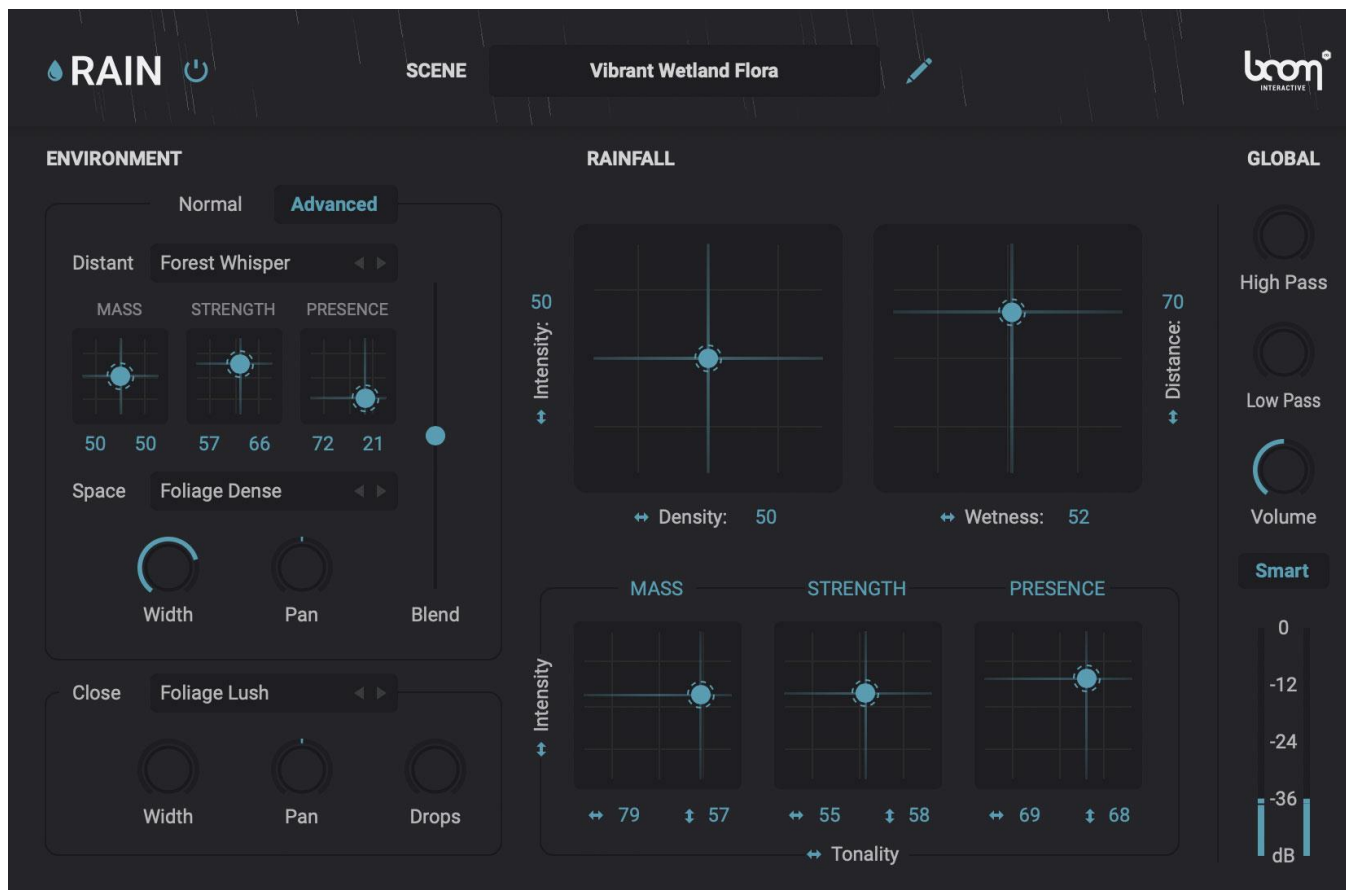 RAIN
SCENE
Vibrant Wetland Flora
boom
INTERACTIVE
ENVIRONMENT
Normal
Advanced
Distant
Forest Whisper
MASS
STRENGTH
PRESENCE
50 50
57 66
72 21
Space
Foliage Dense
Width
Pan
Blend
Close
Foliage Lush
Width
Pan
Drops
RAINFALL
50
Intensity:
Density: 50
70
Distance:
Wetness: 52
MASS
STRENGTH
PRESENCE
Intensity
79 57
55 58
69 68
Tonality
GLOBAL
High Pass
Low Pass
Volume
Smart
0
-12
-24
-36
dB